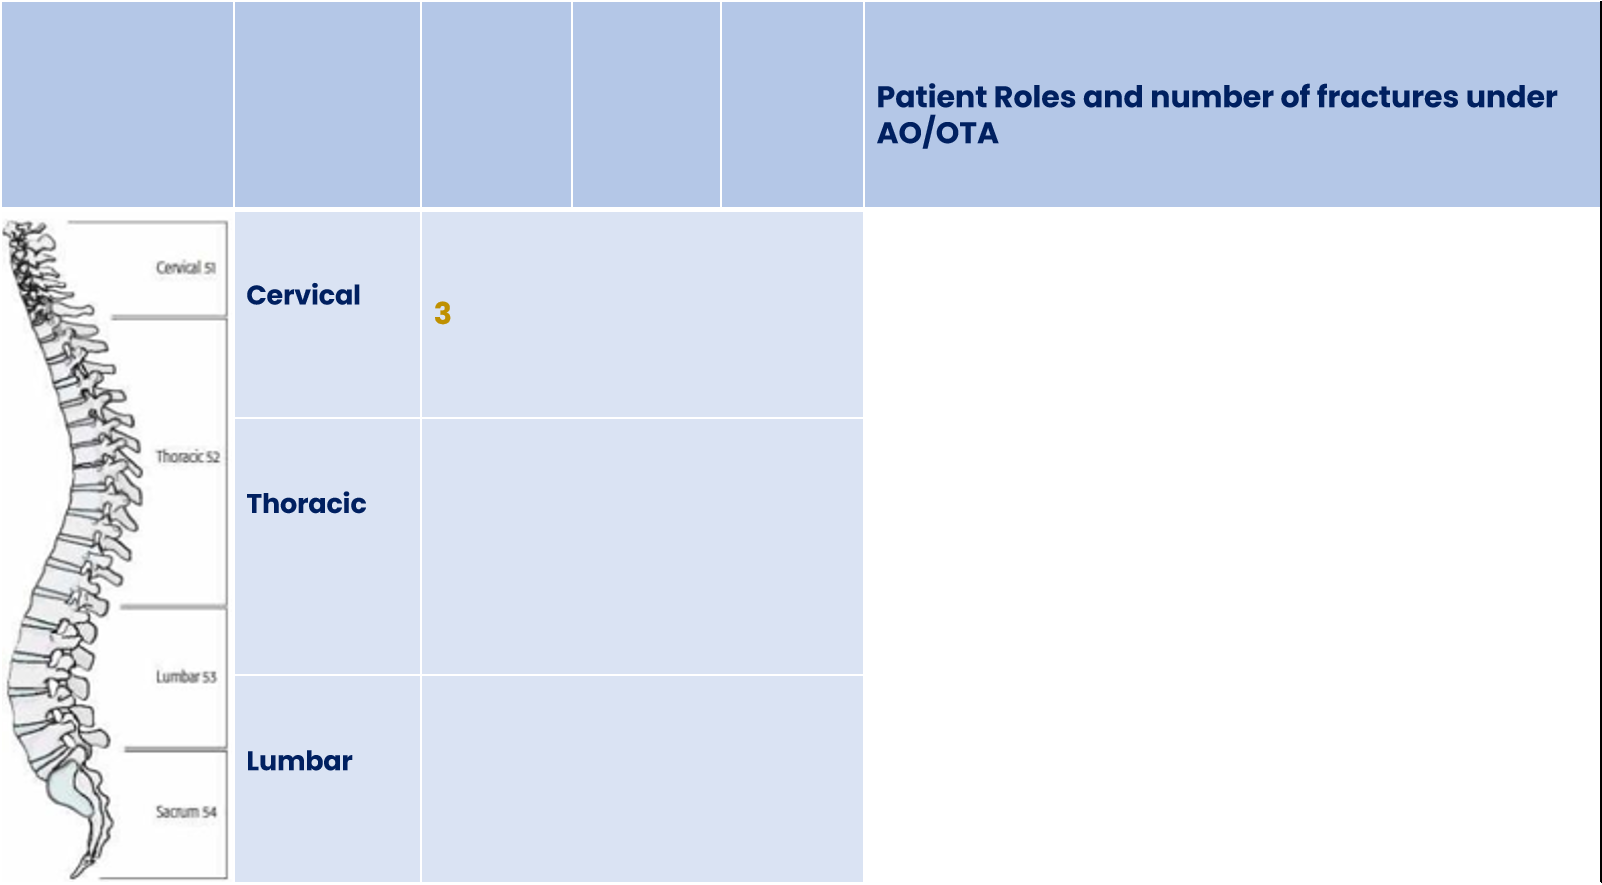 Patient Roles and number of fractures under
AO/OTA
Cervical 51
Cervical
3
Thoracic 52
Thoracic
Lumbar 53
Lumbar
Sacrum 54